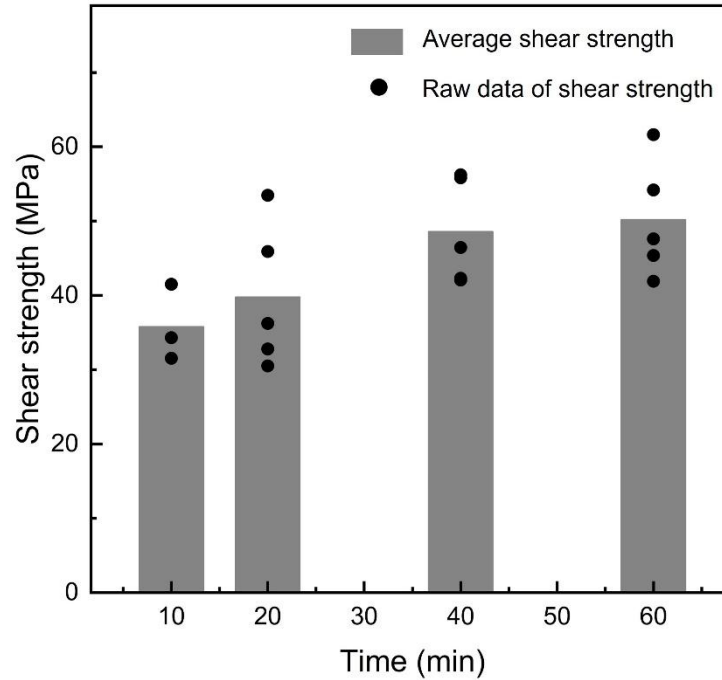 Average shear strength
Raw data of shear strength
Shear strength (MPa)
60
40
20
0
10 20 30 40 50 60
Time (min)